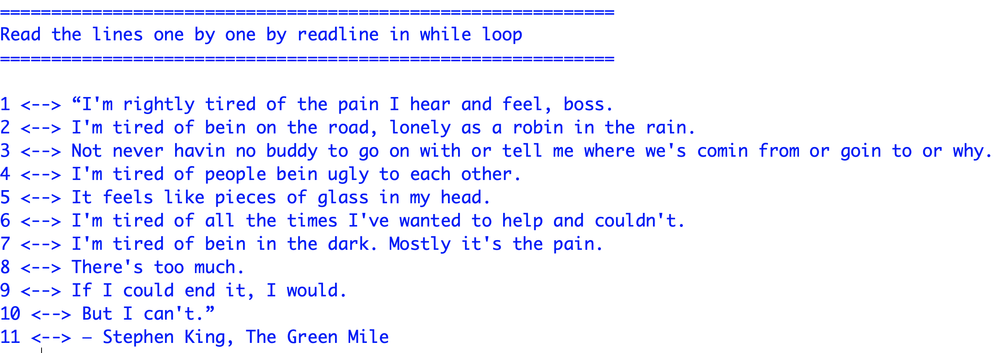 ============================================================
Read the lines one by one by readline in while loop
============================================================
1 <--> “I'm rightly tired of the pain I hear and feel, boss.
2 <--> I'm tired of bein on the road, lonely as a robin in the rain.
3 <--> Not never havin no buddy to go on with or tell me where we's comin from or goin to or why.
4 <--> I'm tired of people bein ugly to each other.
5 <--> It feels like pieces of glass in my head.
6 <--> I'm tired of all the times I've wanted to help and couldn't.
7 <--> I'm tired of bein in the dark. Mostly it's the pain.
8 <--> There's too much.
9 <--> If I could end it, I would.
10 <--> But I can't.”
11 <--> — Stephen King, The Green Mile